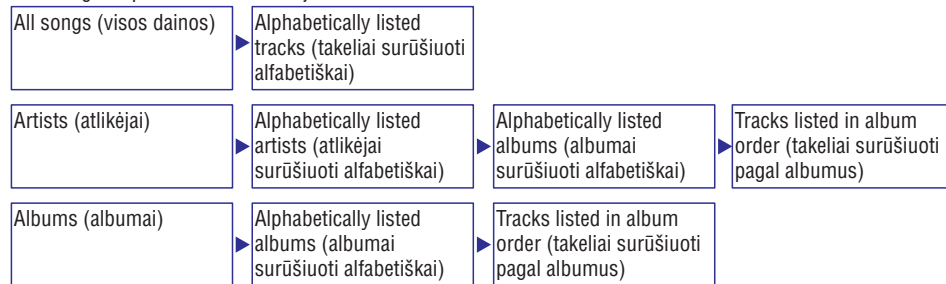 All songs (visos dainos)
Alphabetically listed
tracks (takeliai surūšiuoti
alfabetiškai)
Artists (atlikėjai)
Alphabetically listed
artists (atlikėjai
surūšiuoti alfabetiškai)
Alphabetically listed
albums (albumai
surūšiuoti alfabetiškai)
Tracks listed in album
order (takeliai surūšiuoti
pagal albumus)
Albums (albumai)
Alphabetically listed
albums (albumai
surūšiuoti alfabetiškai)
Tracks listed in album
order (takeliai surūšiuoti
pagal albumus)